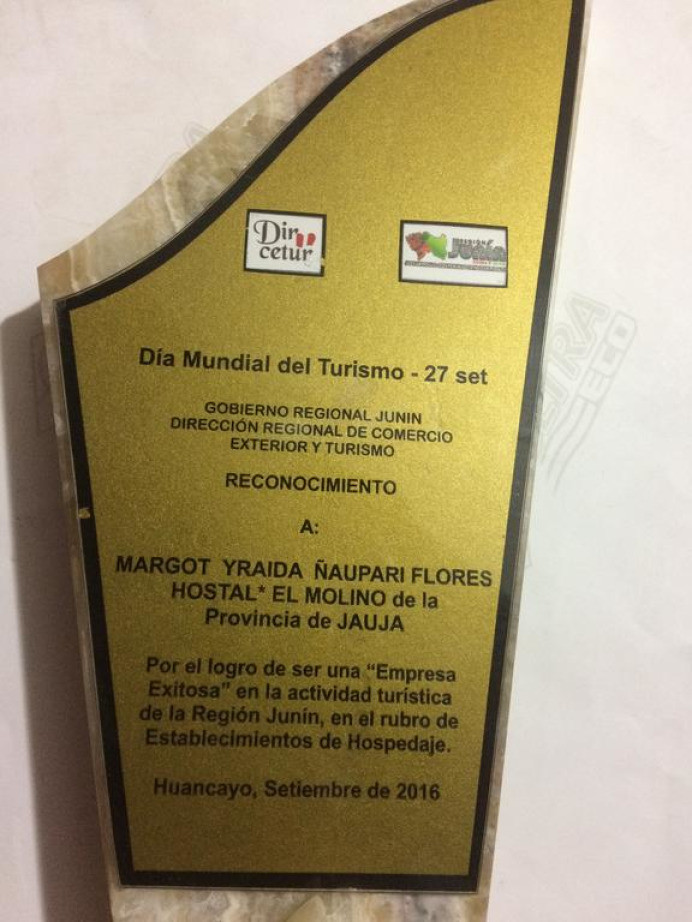 Dir
cetur
REGIÓN
Junín
Día Mundial del Turismo - 27 set
GOBIERNO REGIONAL JUNIN
DIRECCIÓN REGIONAL DE COMERCIO
EXTERIOR Y TURISMO
RECONOCIMIENTO
A:
MARGOT YRAIDA ÑAUPARI FLORES
HOSTAL* EL MOLINO de la
Provincia de JAUJA
Por el logro de ser una “Empresa
Exitosa” en la actividad turística
de la Región Junín, en el rubro de
Establecimientos de Hospedaje.
Huancayo, Setiembre de 2016
ECO